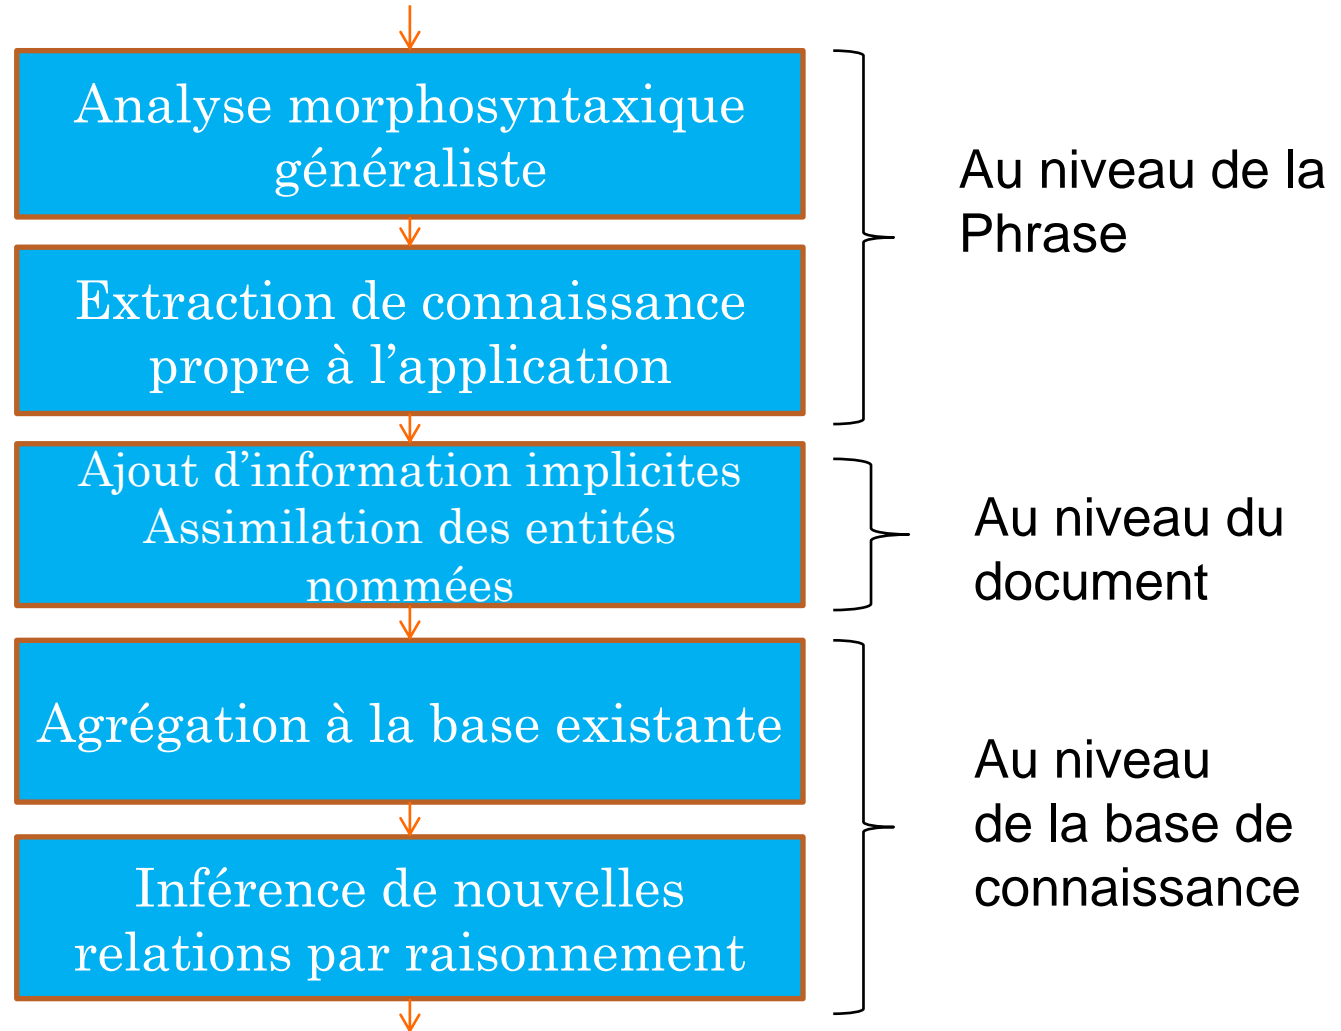 Analyse morphosyntaxique
généraliste
Au niveau de la
Phrase
Extraction de connaissance
propre à l’application
Ajout d’information implicites
Assimilation des entités
nommées
Au niveau du
document
Agrégation à la base existante
Inférence de nouvelles
relations par raisonnement
Au niveau
de la base de
connaissance